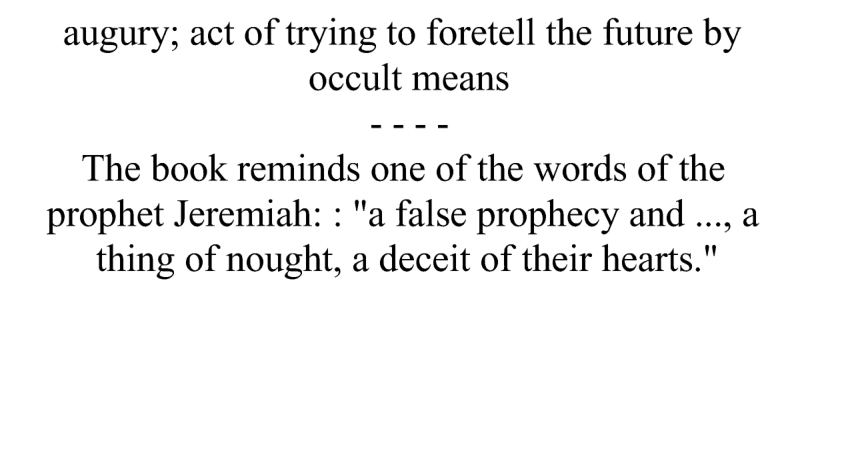 augury; act of trying to foretell the future by
occult means
- - - -
The book reminds one of the words of the
prophet Jeremiah: : "a false prophecy and ..., a
thing of nought, a deceit of their hearts."